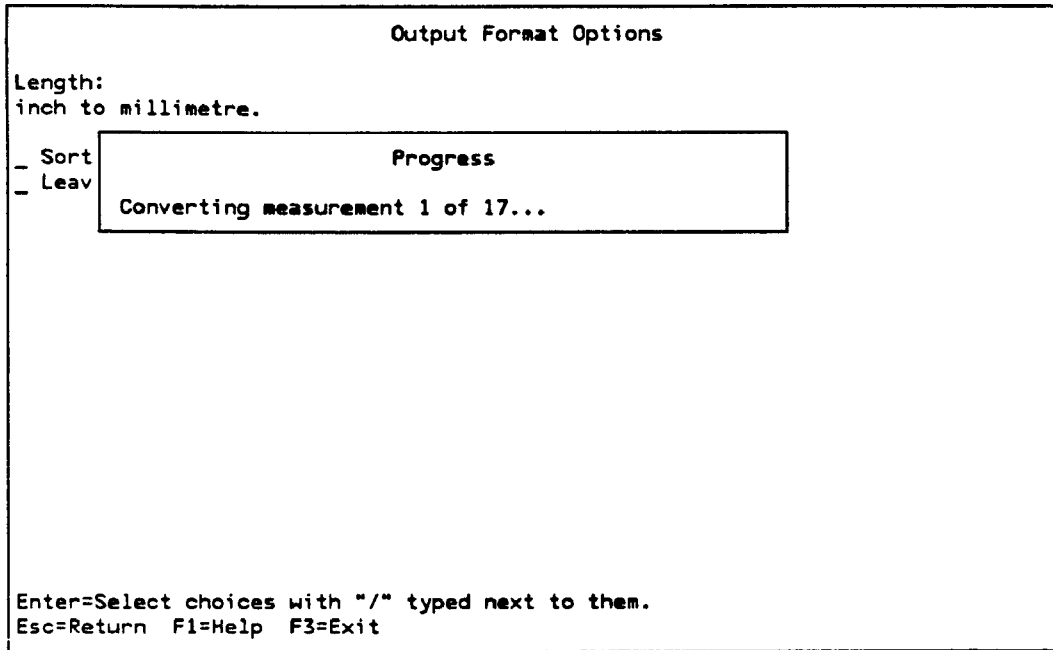 Output Format Options
Length:
inch to millimetre.
_ Sort
_ Leav
Progress
Converting measurement 1 of 17...
Enter=Select choices with "/" typed next to them.
Esc=Return F1=Help F3=Exit